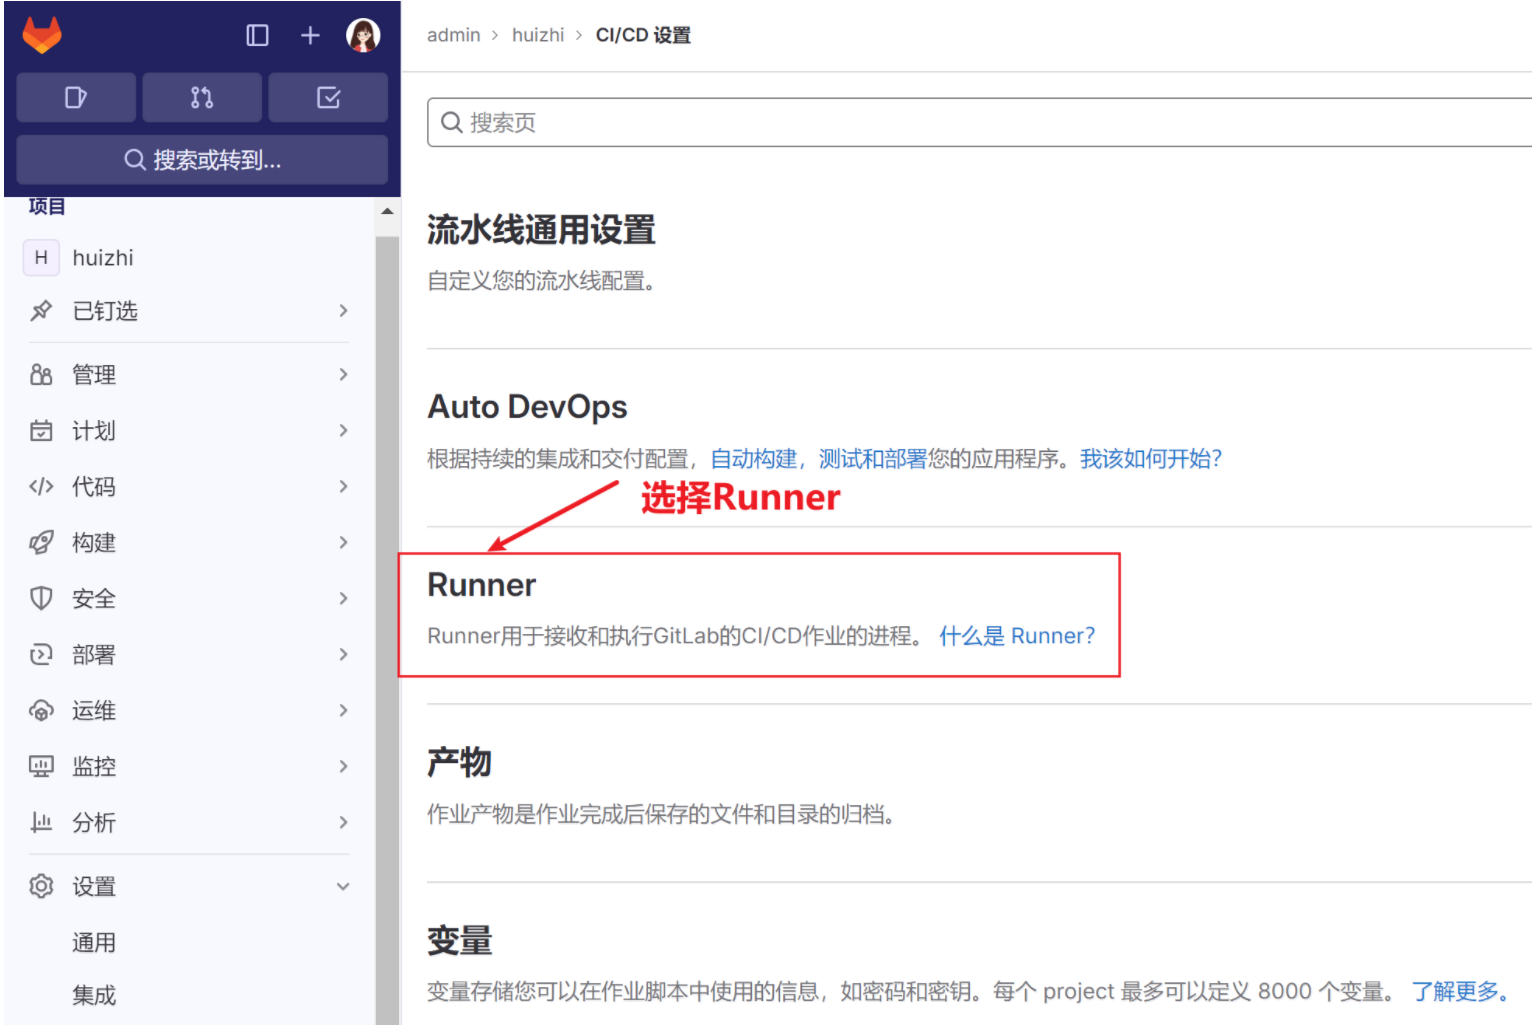 搜索或转到...
项目
H huizhi
已钉选
管理
计划
代码
构建
安全
部署
运维
监控
分析
设置
通用
集成
admin > huizhi > CI/CD 设置
搜索页
流水线通用设置
自定义您的流水线配置。
Auto DevOps
根据持续的集成和交付配置，自动构建，测试和部署您的应用程序。我该如何开始?
选择Runner
Runner
Runner用于接收和执行GitLab的CI/CD作业的进程。 什么是 Runner?
产物
作业产物是作业完成后保存的文件和目录的归档。
变量
变量存储您可以在作业脚本中使用的信息，如密码和密钥。每个 project 最多可以定义 8000 个变量。 了解更多。